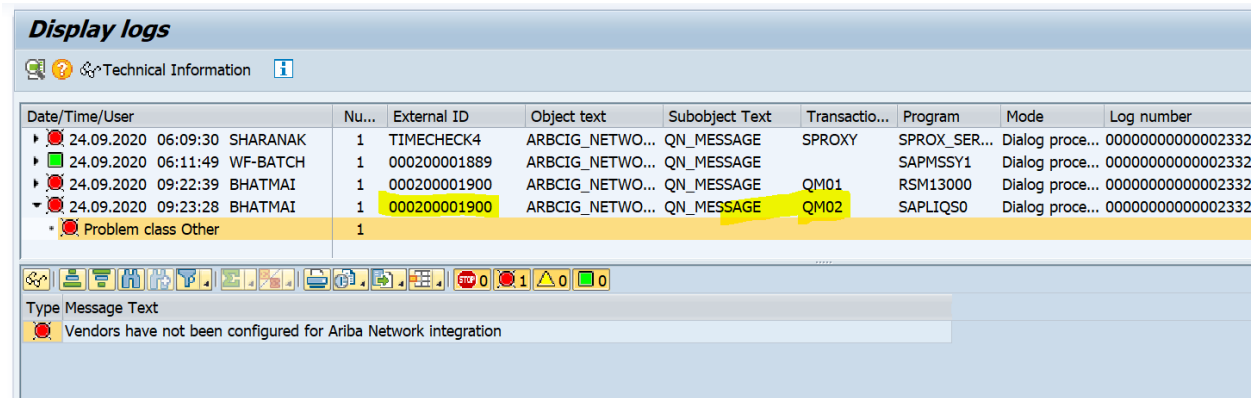 Display logs
Technical Information
Date/Time/User Nu... External ID Object text Subobject Text Transactio... Program Mode Log number
24.09.2020 06:09:30 SHARANAK 1 TIMECHECK4 ARBCIG_NETWO... QN_MESSAGE SPROXY SPROX_SER... Dialog proce... 00000000000002332
24.09.2020 06:11:49 WF-BATCH 1 000200001889 ARBCIG_NETWO... QN_MESSAGE SAPMSSY1 Dialog proce... 00000000000002332
24.09.2020 09:22:39 BHATMAI 1 000200001900 ARBCIG_NETWO... QN_MESSAGE QM01 RSM13000 Dialog proce... 00000000000002332
24.09.2020 09:23:28 BHATMAI 1 000200001900 ARBCIG_NETWO... QN_MESSAGE QM02 SAPLIQS0 Dialog proce... 00000000000002332
Problem class Other 1
STOP 0 1 0 0
Type Message Text
Vendors have not been configured for Ariba Network integration